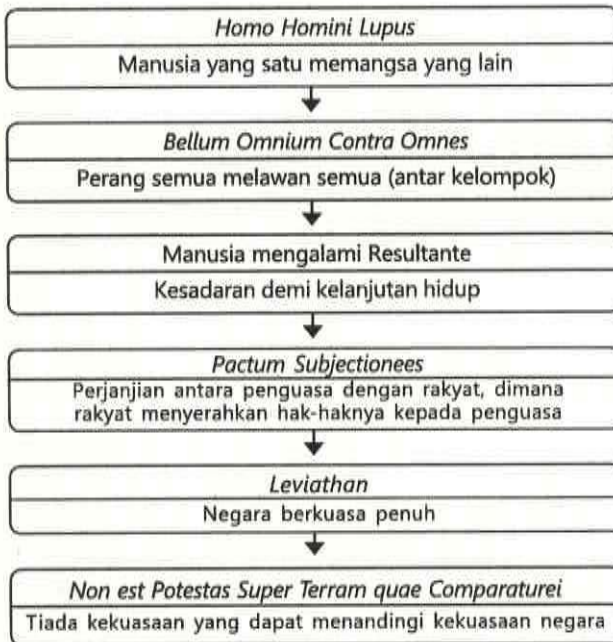 Homo Homini Lupus
Manusia yang satu memangsa yang lain
Bellum Omnium Contra Omnes
Perang semua melawan semua (antar kelompok)
Manusia mengalami Resultante
Kesadaran demi kelanjutan hidup
Pactum Subjectionees
Perjanjian antara penguasa dengan rakyat, dimana
rakyat menyerahkan hak-haknya kepada penguasa
Leviathan
Negara berkuasa penuh
Non est Potestas Super Terram quae Comparaturei
Tiada kekuasaan yang dapat menandingi kekuasaan negara